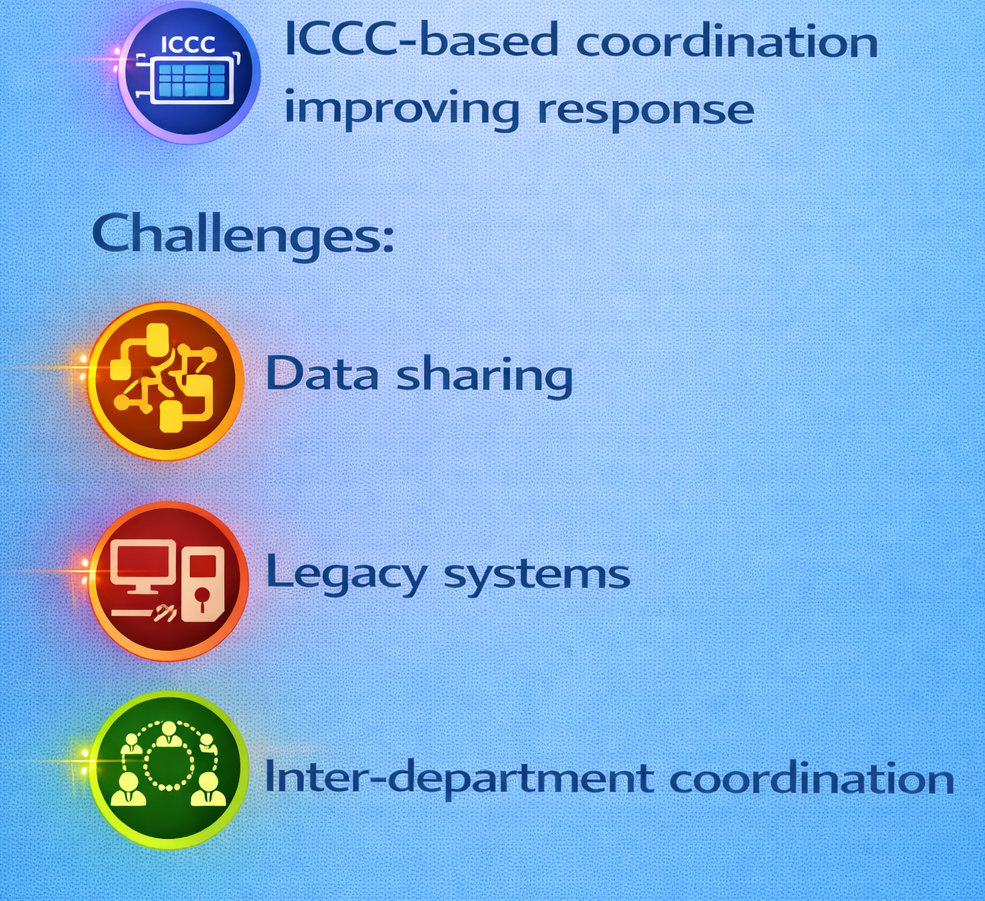 ICCC
ICCC-based coordination
improving response
Challenges:
Data sharing
Legacy systems
Inter-department coordination